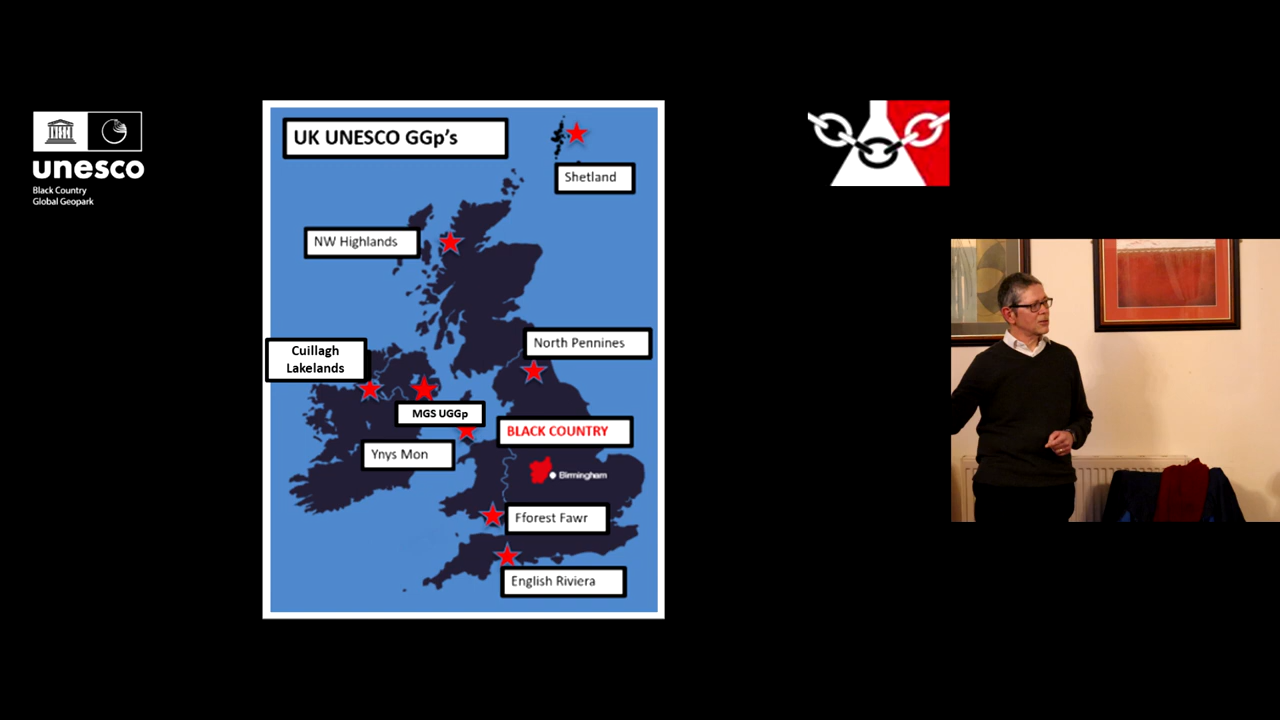 unesco
Black Country
Global Geopark
UK UNESCO GGp's
Shetland
NW Highlands
North Pennines
Cuillagh
Lakelands
MGS UGGp
BLACK COUNTRY
Ynys Mon
Birmingham
Fforest Fawr
English Riviera